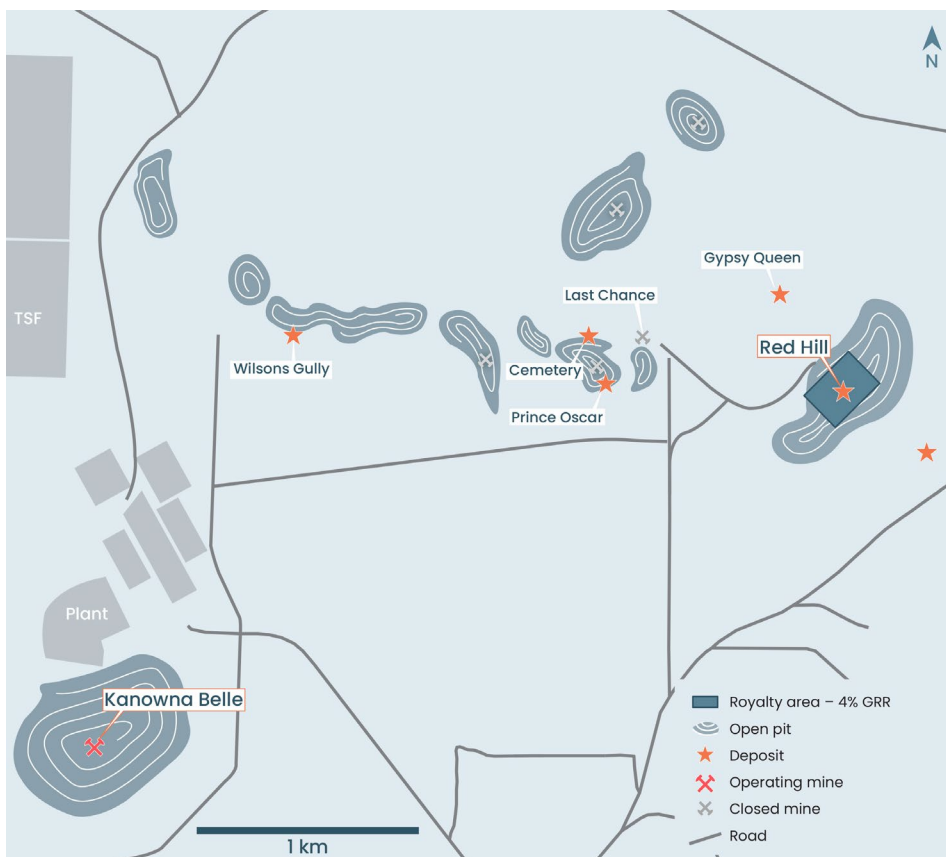 N
Gypsy Queen
Last Chance
TSF
Red Hill
Wilsons Gully
Cemetery
Prince Oscar
Plant
Kanowna Belle
Royalty area – 4% GRR
Open pit
Deposit
Operating mine
Closed mine
Road
1 km